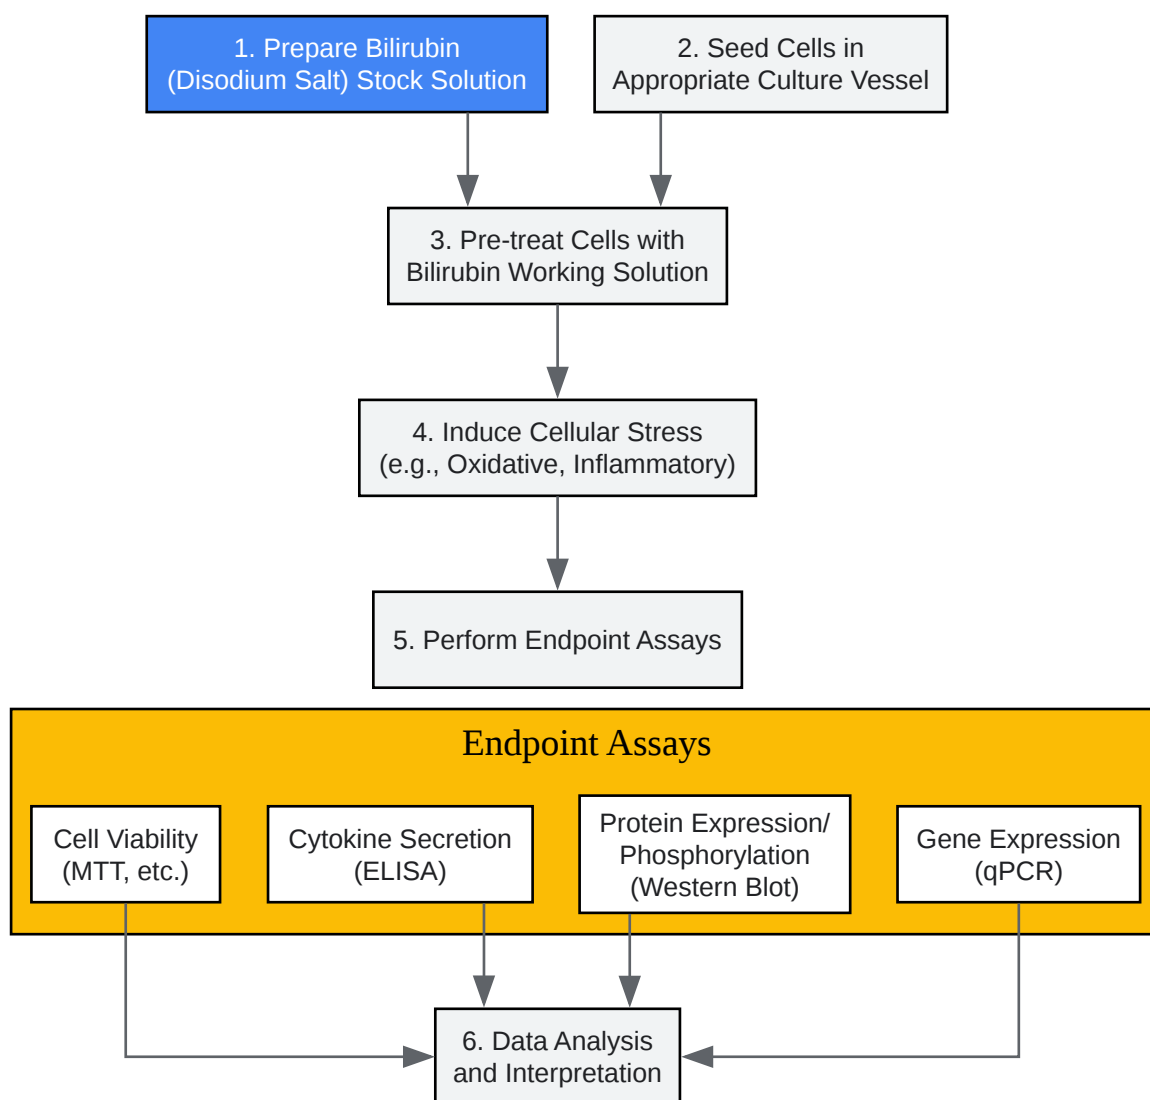 1. Prepare Bilirubin
(Disodium Salt) Stock Solution
2. Seed Cells in
Appropriate Culture Vessel
3. Pre-treat Cells with
Bilirubin Working Solution
4. Induce Cellular Stress
(e.g., Oxidative, Inflammatory)
5. Perform Endpoint Assays
Endpoint Assays
Cell Viability
(MTT, etc.)
Cytokine Secretion
(ELISA)
Protein Expression/
Phosphorylation
(Western Blot)
Gene Expression
(qPCR)
6. Data Analysis
and Interpretation